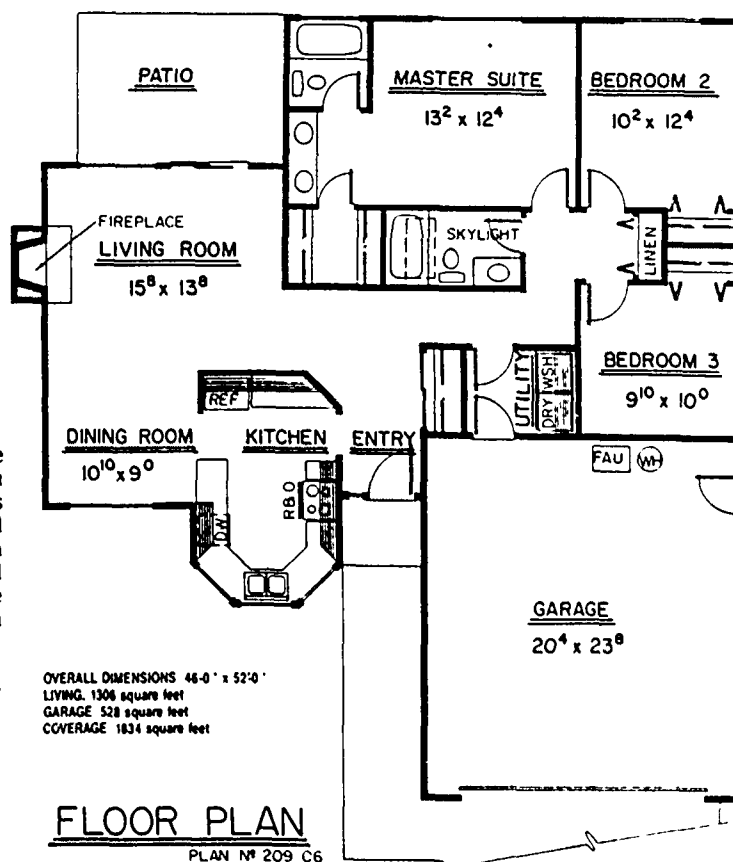 PATIO
MASTER SUITE
13² x 12⁴
BEDROOM 2
10² x 12⁴
FIREPLACE
LIVING ROOM
15⁸ x 13⁸
SKYLIGHT
LINEN
REF
UTILITY
DRY
WSH
BEDROOM 3
9¹⁰ x 10⁰
DINING ROOM
10¹⁰ x 9⁰
KITCHEN
ENTRY
R&O
D.W.
FAU
WH
GARAGE
20⁴ x 23⁸
OVERALL DIMENSIONS 46-0" x 52'-0"
LIVING. 1306 square feet
GARAGE 528 square feet
COVERAGE 1834 square feet
FLOOR PLAN
PLAN Nº 209 C6